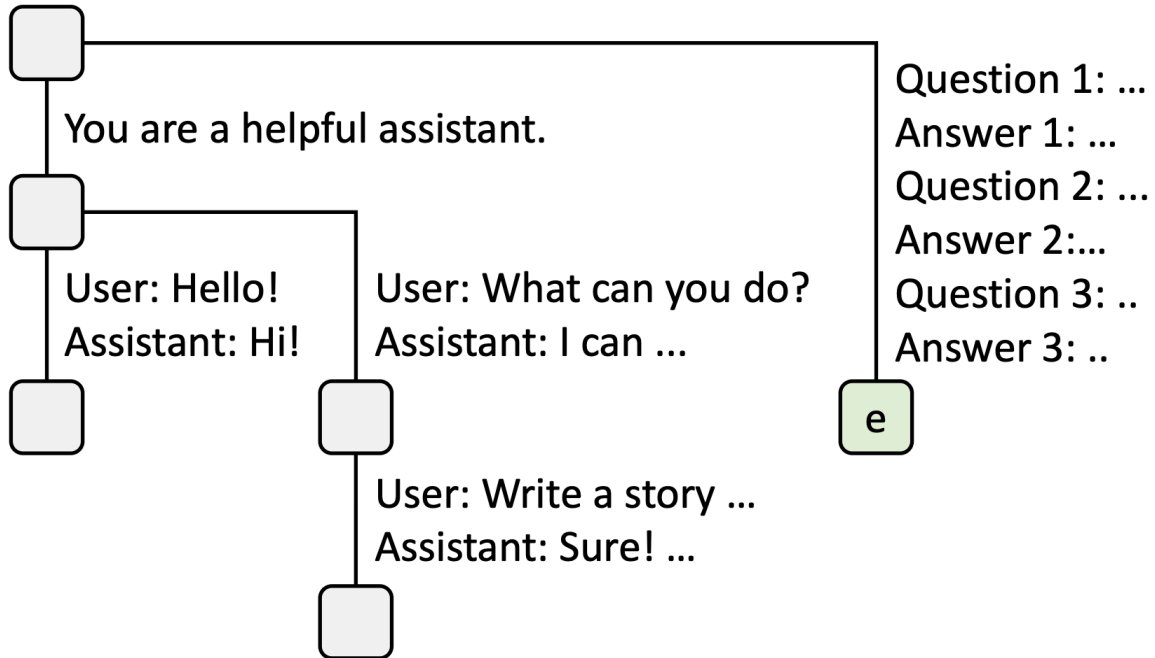 You are a helpful assistant.
User: Hello!
Assistant: Hi!
User: What can you do?
Assistant: I can ...
Question 1: ...
Answer 1: ...
Question 2: ...
Answer 2:...
Question 3: ..
Answer 3: ..
e
User: Write a story ...
Assistant: Sure! ...